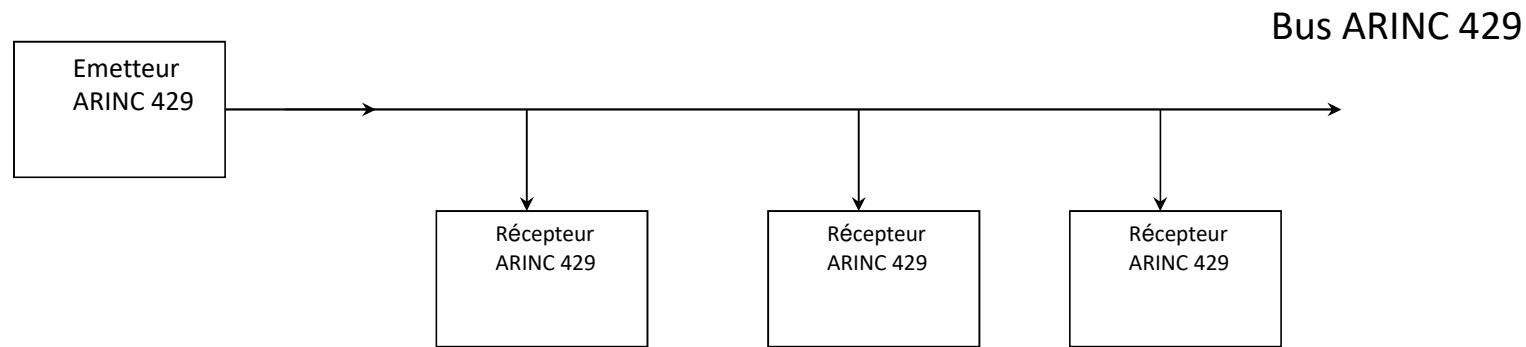 Bus ARINC 429
Emetteur
ARINC 429
Récepteur
ARINC 429
Récepteur
ARINC 429
Récepteur
ARINC 429